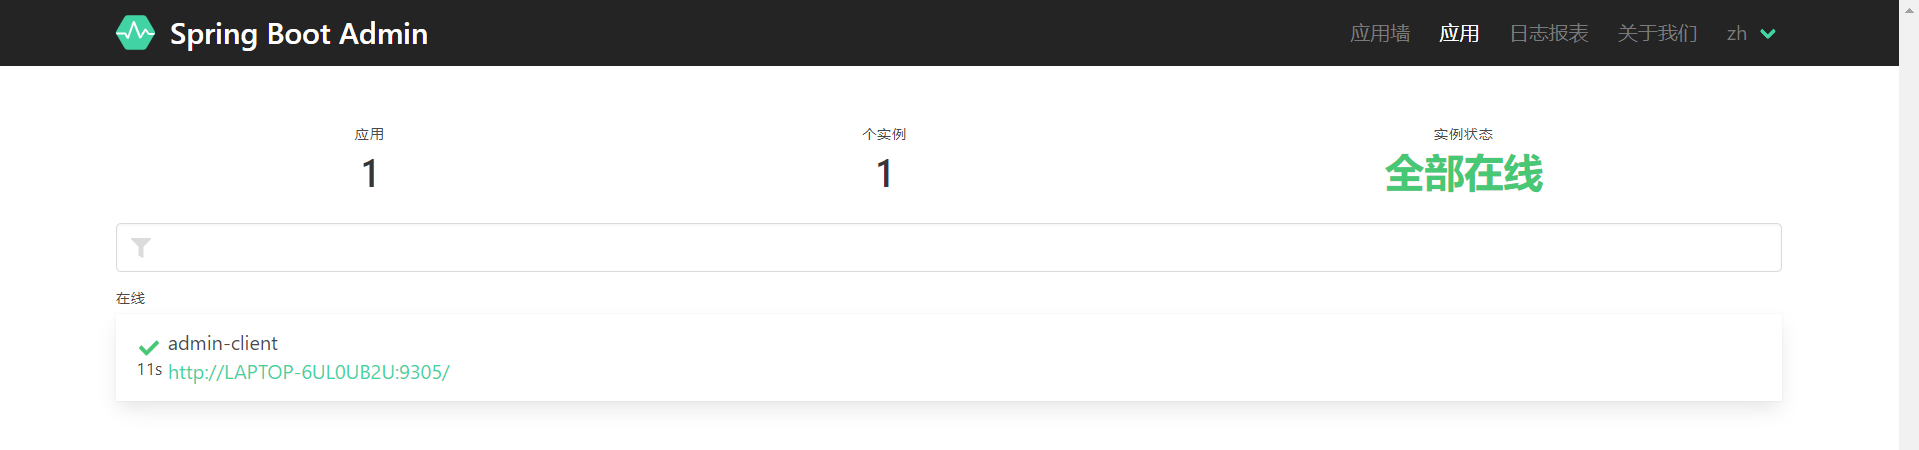 Spring Boot Admin 应用墙 应用 日志报表 关于我们 zh
应用 个实例 实例状态
1 1 全部在线
在线
admin-client
11s http://LAPTOP-6UL0UB2U:9305/